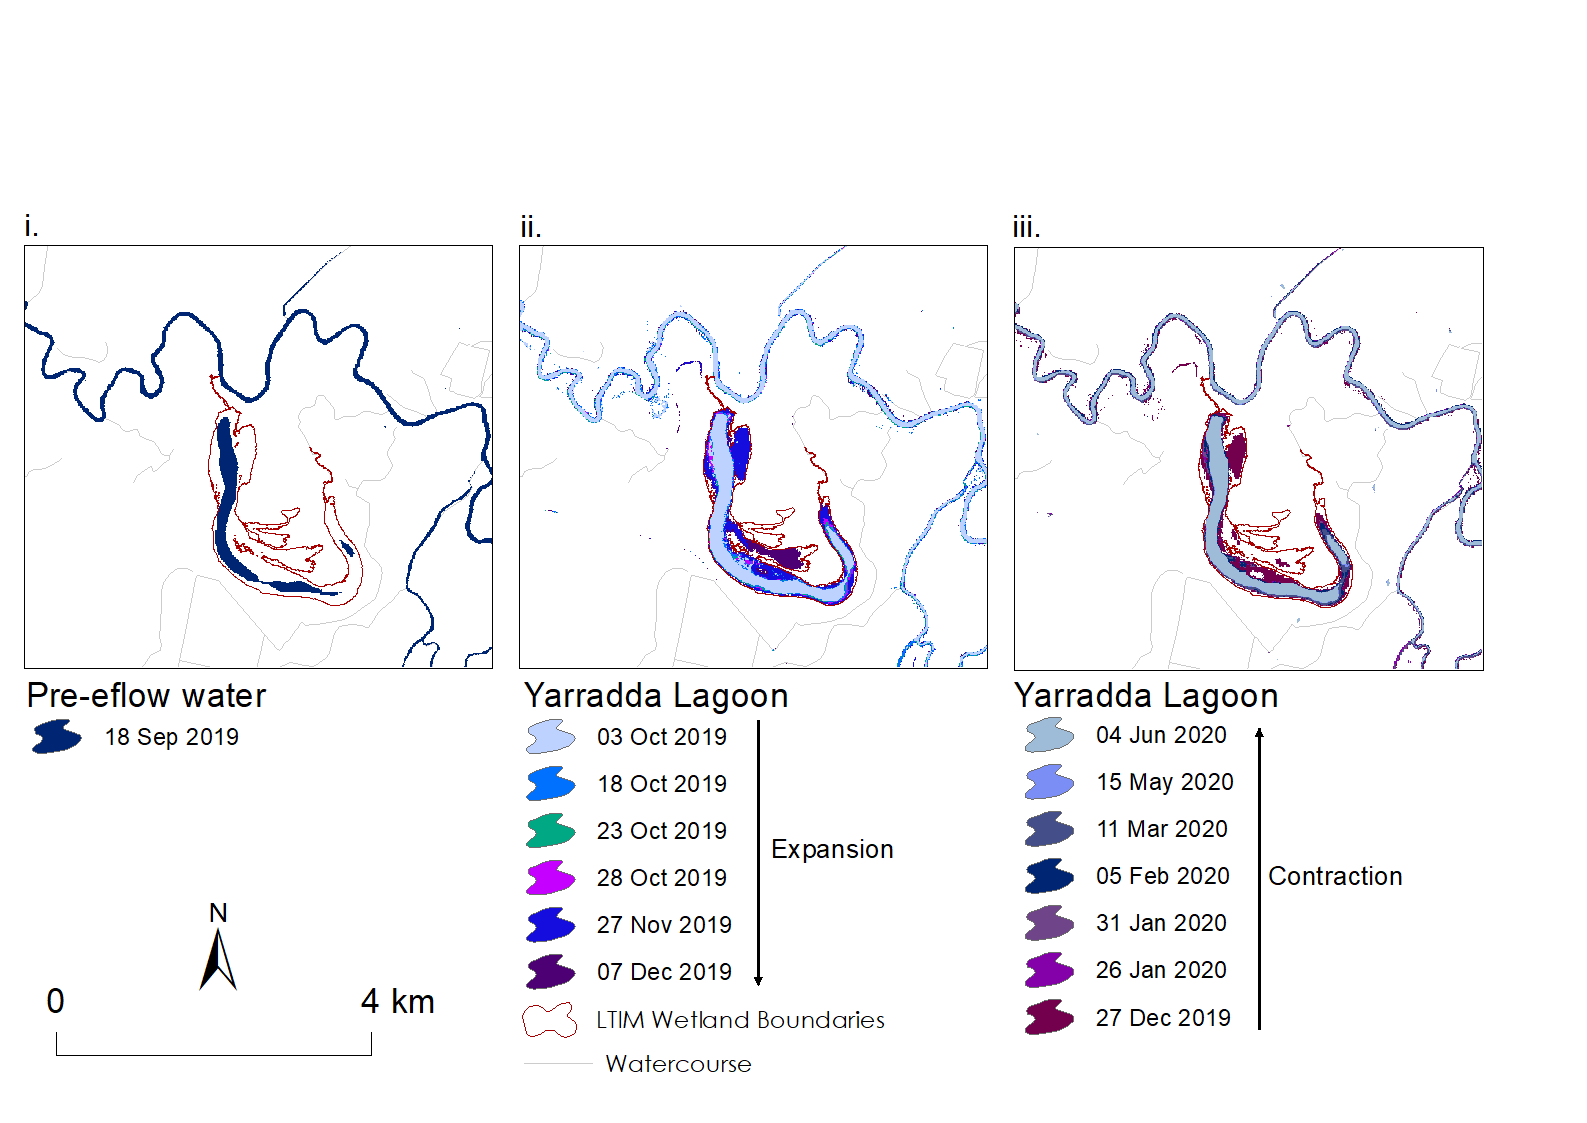 i.
ii.
iii.
Pre-eflow water
18 Sep 2019
N
0
4 km
Yarradda Lagoon
03 Oct 2019
18 Oct 2019
23 Oct 2019
28 Oct 2019
27 Nov 2019
07 Dec 2019
Expansion
LTIM Wetland Boundaries
Watercourse
Yarradda Lagoon
04 Jun 2020
15 May 2020
11 Mar 2020
05 Feb 2020
31 Jan 2020
26 Jan 2020
27 Dec 2019
Contraction